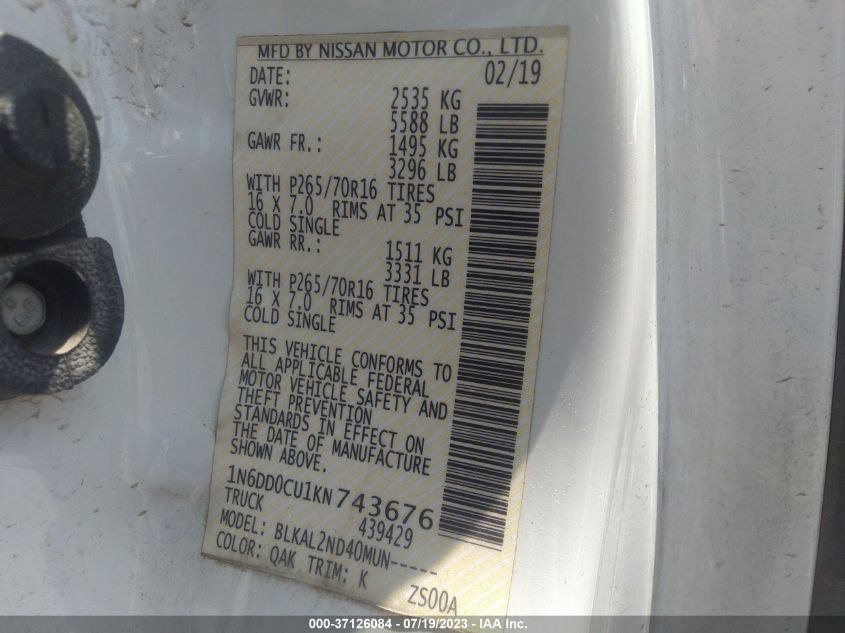 MFD BY NISSAN MOTOR CO., LTD.
DATE: 02/19
GVWR: 2535 KG
5588 LB
GAWR FR.: 1495 KG
3296 LB
WITH P265/70R16 TIRES
16 X 7.0 RIMS AT 35 PSI
COLD SINGLE
GAWR RR.: 1511 KG
3331 LB
WITH P265/70R16 TIRES
16 X 7.0 RIMS AT 35 PSI
COLD SINGLE
THIS VEHICLE CONFORMS TO
ALL APPLICABLE FEDERAL
MOTOR VEHICLE SAFETY AND
THEFT PREVENTION
STANDARDS IN EFFECT ON
THE DATE OF MANUFACTURE
SHOWN ABOVE.
1N6DD0CU1KN743676
TRUCK 439429
MODEL: BLKAL2ND40MUN-----
COLOR: QAK TRIM: K ZS00A
000-37126084 - 07/19/2023 - IAAI.COM